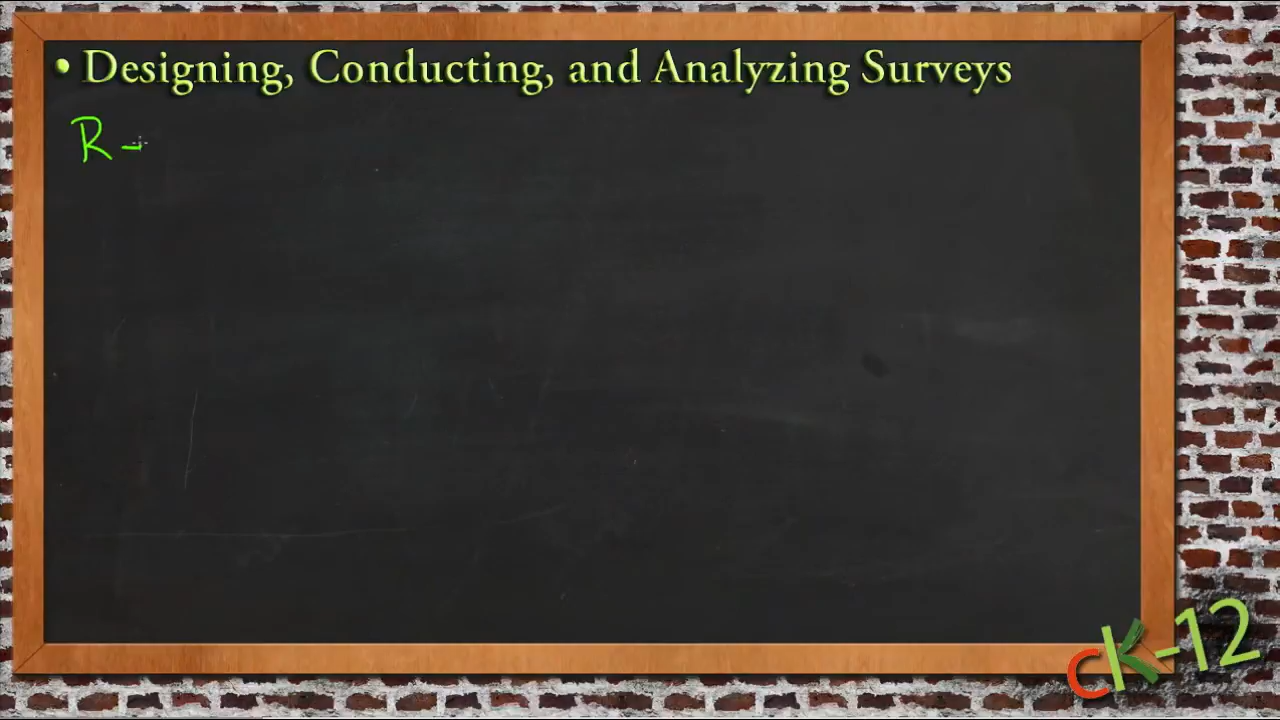 • Designing, Conducting, and Analyzing Surveys
R -
CK-12